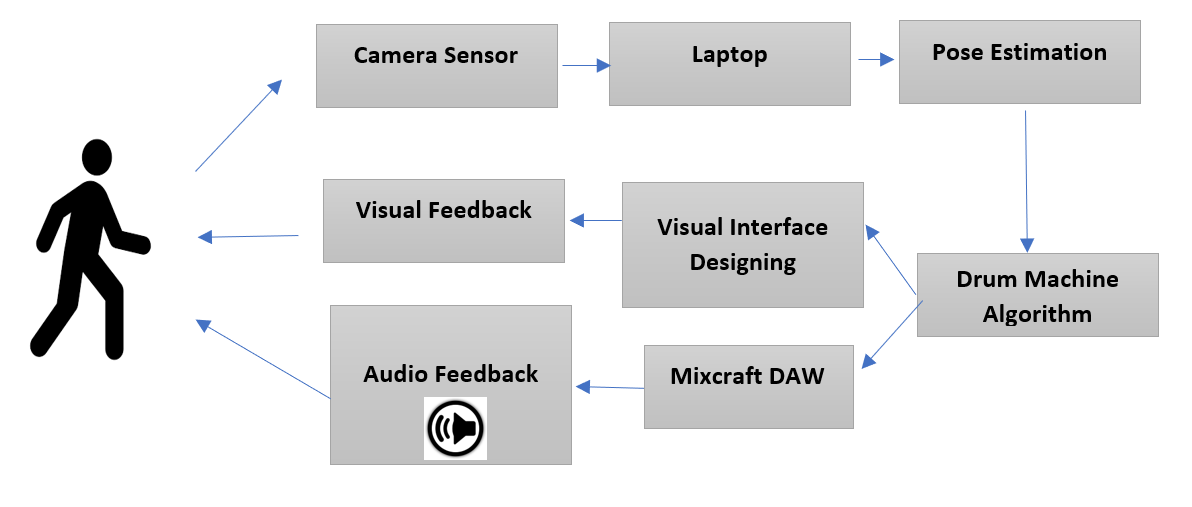 Camera Sensor
Laptop
Pose Estimation
Visual Feedback
Visual Interface
Designing
Drum Machine
Algorithm
Audio Feedback
Mixcraft DAW